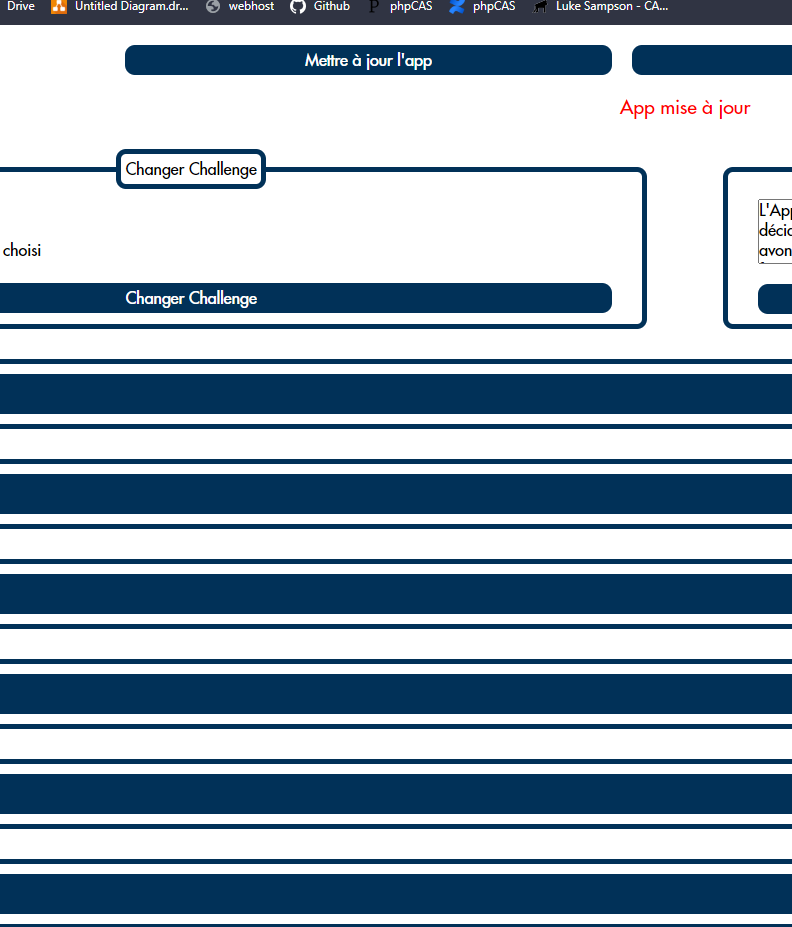 Drive Untitled Diagram.dr... webhost Github P phpCAS phpCAS Luke Sampson - CA...
Mettre à jour l'app
App mise à jour
Changer Challenge
choisi
Changer Challenge
L'App
avon